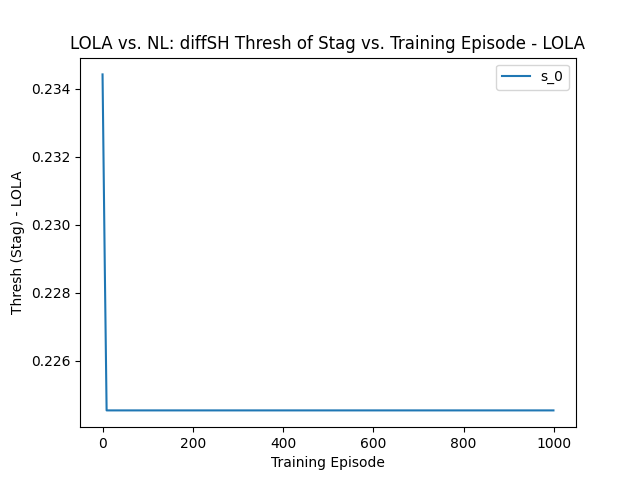 LOLA vs. NL: diffSH Thresh of Stag vs. Training Episode - LOLA
s_0
0.234
0.232
0.230
0.228
0.226
Thresh (Stag) - LOLA
0 200 400 600 800 1000
Training Episode